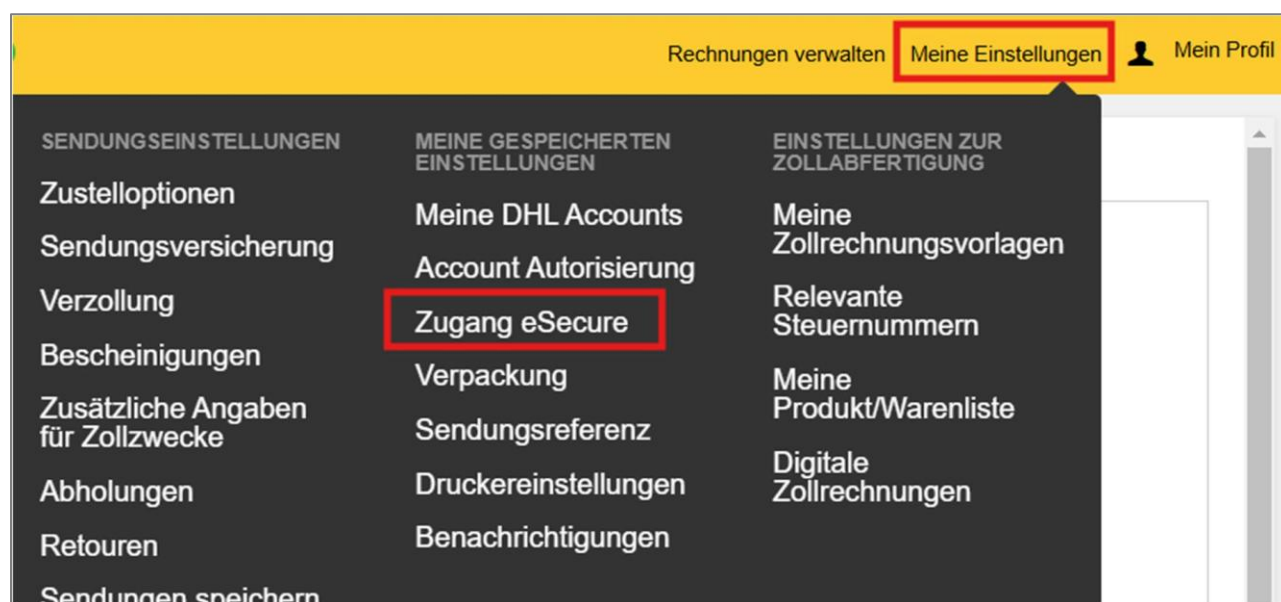 Rechnungen verwalten Meine Einstellungen Mein Profil
SENDUNGSEINSTELLUNGEN
Zustelloptionen
Sendungsversicherung
Verzollung
Bescheinigungen
Zusätzliche Angaben
für Zollzwecke
Abholungen
Retouren
Sendungen speichern
MEINE GESPEICHERTEN
EINSTELLUNGEN
Meine DHL Accounts
Account Autorisierung
Zugang eSecure
Verpackung
Sendungsreferenz
Druckereinstellungen
Benachrichtigungen
EINSTELLUNGEN ZUR
ZOLLABFERTIGUNG
Meine
Zollrechnungsvorlagen
Relevante
Steuernummern
Meine
Produkt/Warenliste
Digitale
Zollrechnungen